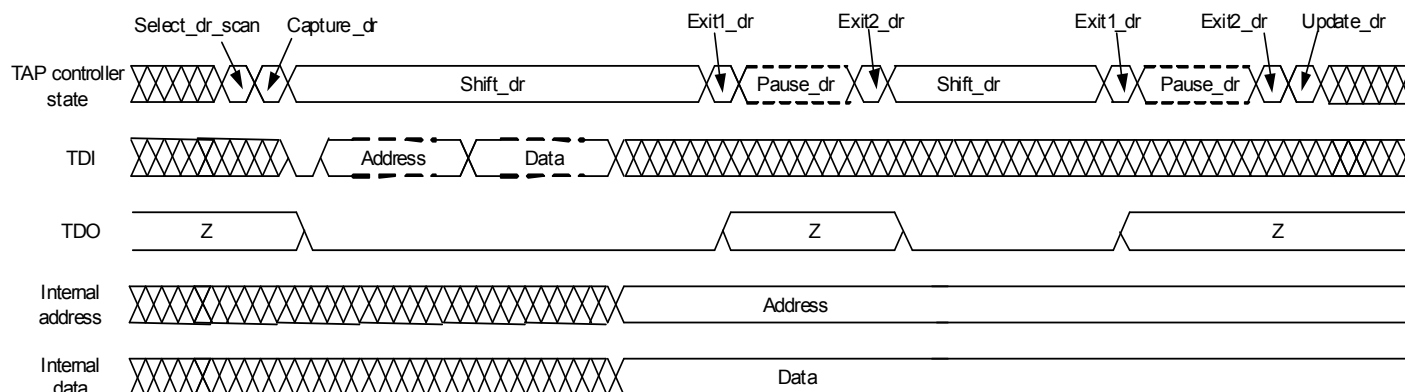 Select_dr_scan Capture_dr Exit1_dr Exit2_dr Exit1_dr Exit2_dr Update_dr
TAP controller
state
Shift_dr Pause_dr Shift_dr Pause_dr
TDI Address Data
TDO Z Z Z
Internal
address
Address
Internal
data
Data